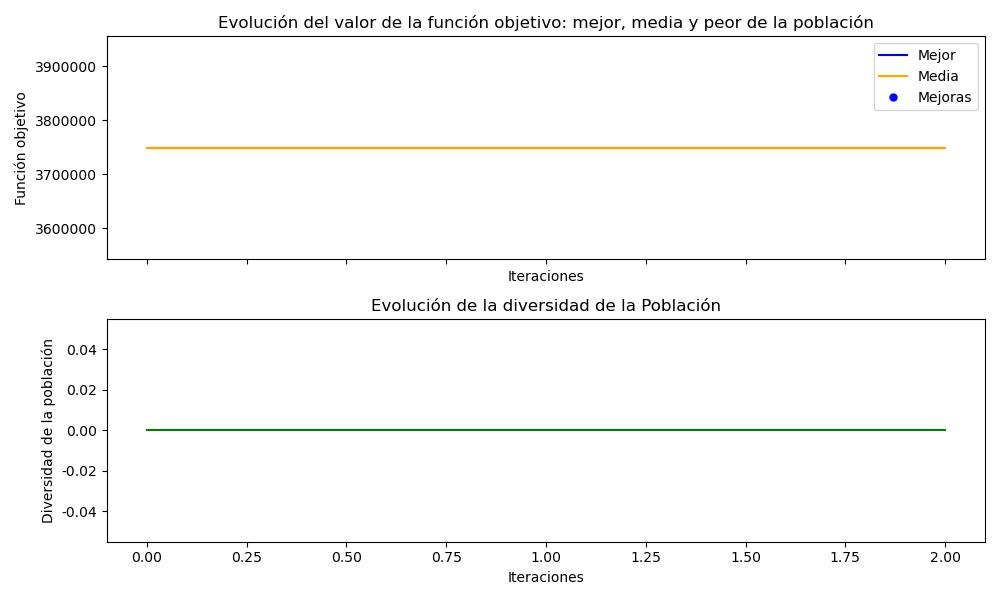 Evolución del valor de la función objetivo: mejor, media y peor de la población
Función objetivo
3900000
3800000
3700000
3600000
Mejor
Media
Mejoras
Iteraciones
Evolución de la diversidad de la Población
Diversidad de la población
0.04
0.02
0.00
-0.02
-0.04
0.00 0.25 0.50 0.75 1.00 1.25 1.50 1.75 2.00
Iteraciones